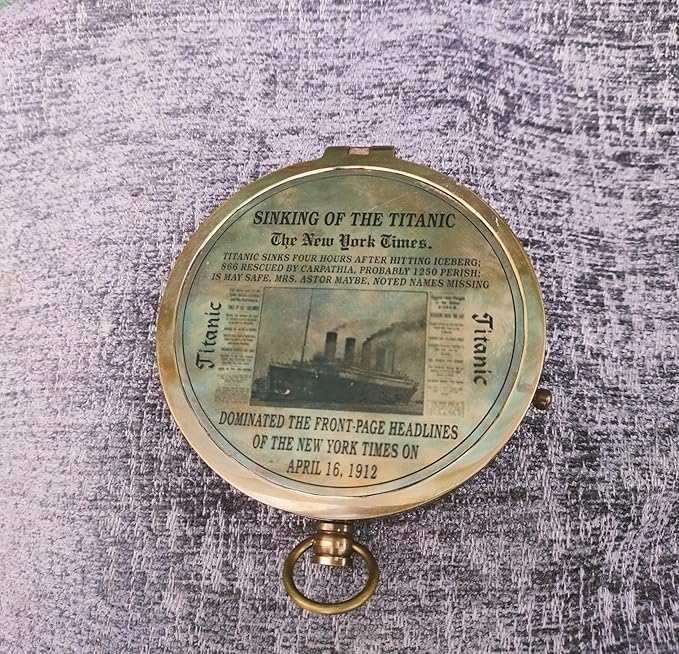 SINKING OF THE TITANIC
The New York Times.
TITANIC SINKS FOUR HOURS AFTER HITTING ICEBERG;
866 RESCUED BY CARPATHIA, PROBABLY 1250 PERISH;
IS MAY SAFE, MRS. ASTOR MAYBE, NOTED NAMES MISSING
Titanic
Titanic
DOMINATED THE FRONT-PAGE HEADLINES
OF THE NEW YORK TIMES ON
APRIL 16, 1912